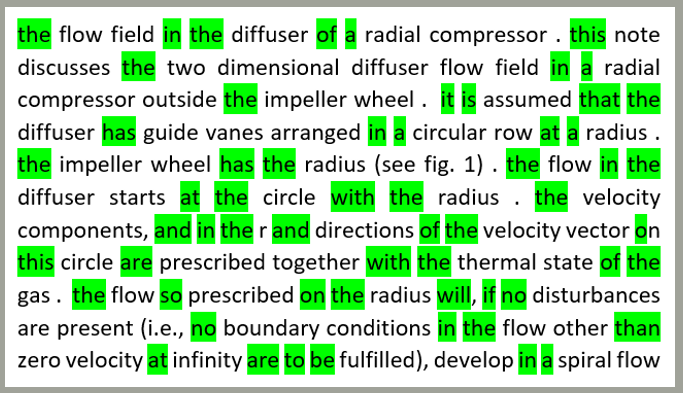 the flow field in the diffuser of a radial compressor . this note
discusses the two dimensional diffuser flow field in a radial
compressor outside the impeller wheel . it is assumed that the
diffuser has guide vanes arranged in a circular row at a radius .
the impeller wheel has the radius (see fig. 1) . the flow in the
diffuser starts at the circle with the radius . the velocity
components, and in the r and directions of the velocity vector on
this circle are prescribed together with the thermal state of the
gas . the flow so prescribed on the radius will, if no disturbances
are present (i.e., no boundary conditions in the flow other than
zero velocity at infinity are to be fulfilled), develop in a spiral flow